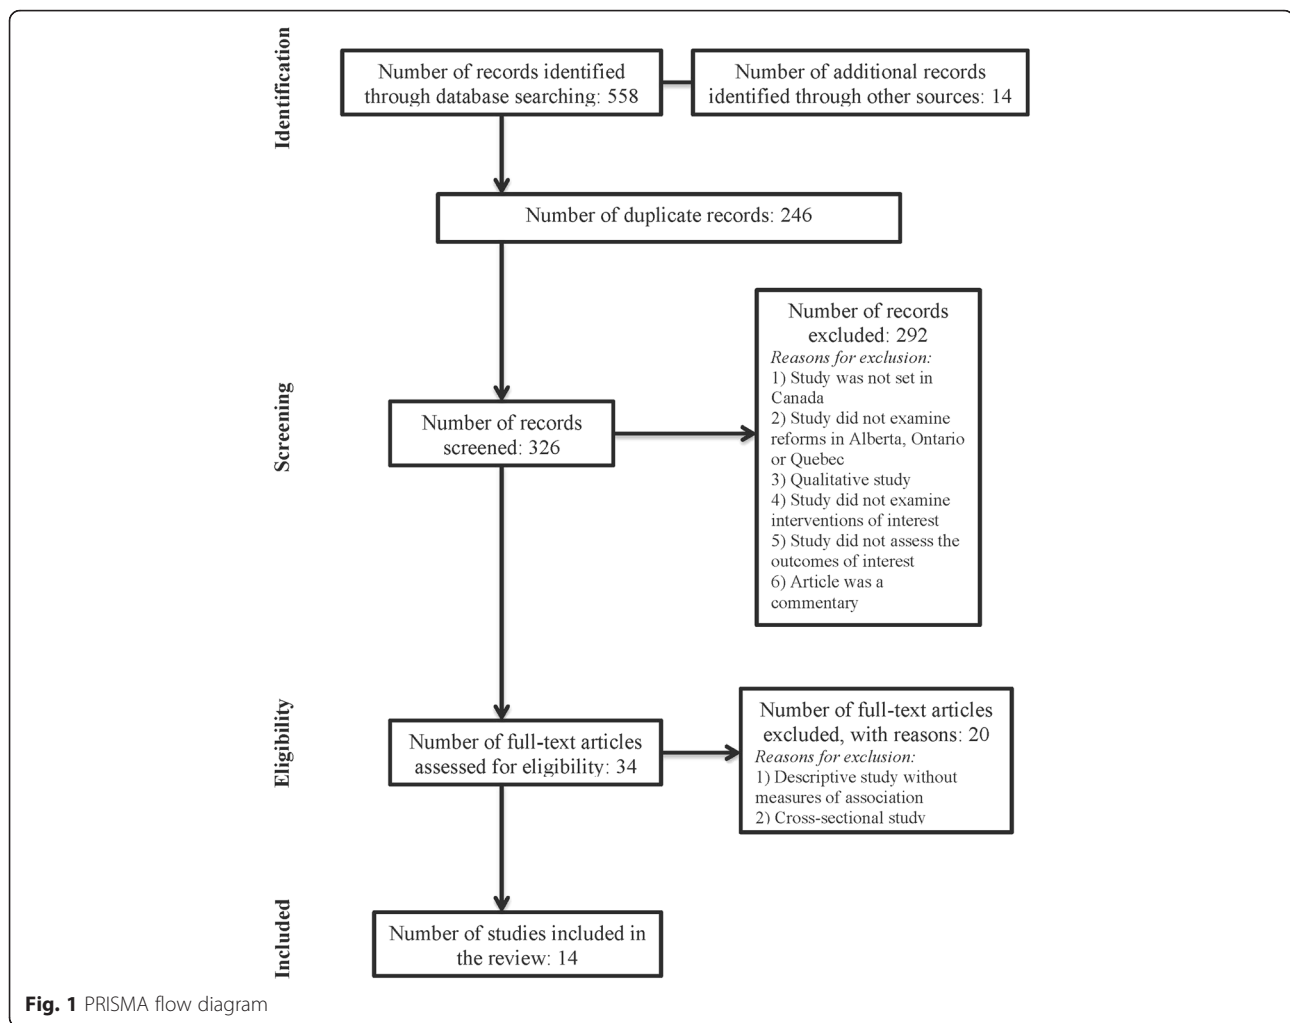 Identification
Number of records identified
through database searching: 558
Number of additional records
identified through other sources: 14
Number of duplicate records: 246
Screening
Number of records
screened: 326
Number of records
excluded: 292
Reasons for exclusion:
1) Study was not set in
Canada
2) Study did not examine
reforms in Alberta, Ontario
or Quebec
3) Qualitative study
4) Study did not examine
interventions of interest
5) Study did not assess the
outcomes of interest
6) Article was a
commentary
Eligibility
Number of full-text articles
assessed for eligibility: 34
Number of full-text articles
excluded, with reasons: 20
Reasons for exclusion:
1) Descriptive study without
measures of association
2) Cross-sectional study
Included
Number of studies included in
the review: 14
Fig. 1 PRISMA flow diagram